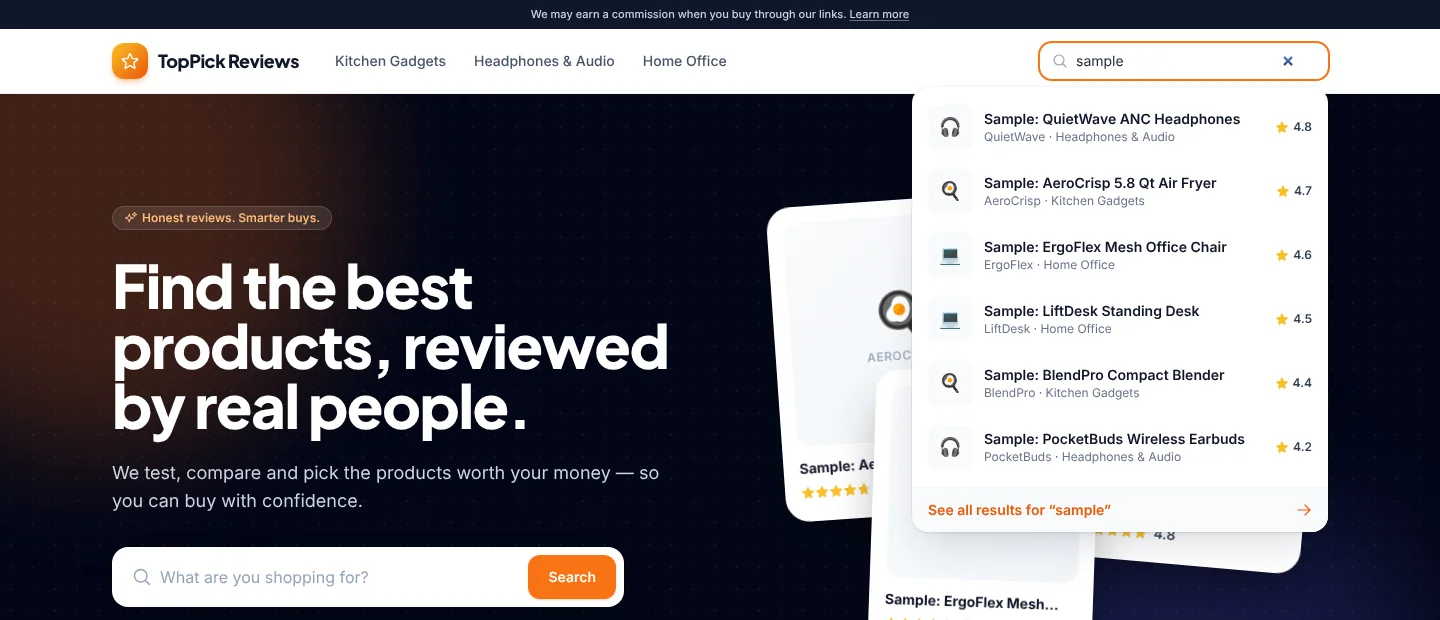 We may earn a commission when you buy through our links. Learn more
TopPick Reviews
Kitchen Gadgets
Headphones & Audio
Home Office
sample
Sample: QuietWave ANC Headphones
QuietWave · Headphones & Audio
4.8
Sample: AeroCrisp 5.8 Qt Air Fryer
AeroCrisp · Kitchen Gadgets
4.7
Sample: ErgoFlex Mesh Office Chair
ErgoFlex · Home Office
4.6
Sample: LiftDesk Standing Desk
LiftDesk · Home Office
4.5
Sample: BlendPro Compact Blender
BlendPro · Kitchen Gadgets
4.4
Sample: PocketBuds Wireless Earbuds
PocketBuds · Headphones & Audio
4.2
See all results for “sample”
Honest reviews. Smarter buys.
Find the best
products, reviewed
by real people.
We test, compare and pick the products worth your money — so
you can buy with confidence.
What are you shopping for?
Search
AEROC
Sample: Ae
4.8
Sample: ErgoFlex Mesh...